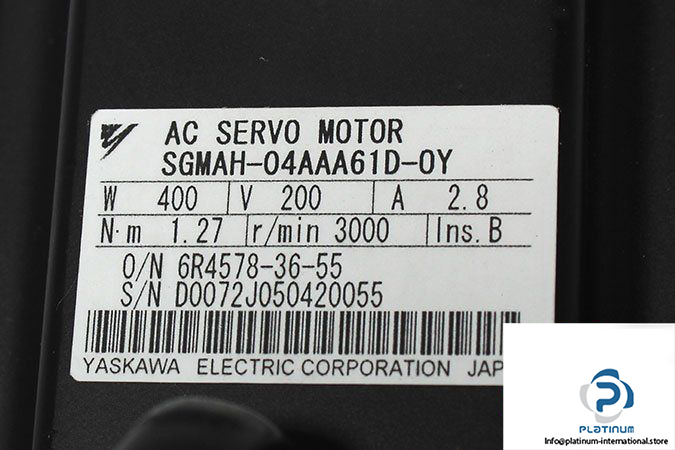 AC SERVO MOTOR
SGMAH-04AAA61D-0Y
W 400 V 200 A 2.8
N·m 1.27 r/min 3000 Ins. B
O/N 6R4578-36-55
S/N D0072J050420055
YASKAWA ELECTRIC CORPORATION JAP
PLATINUM
Info@platinum-international.store